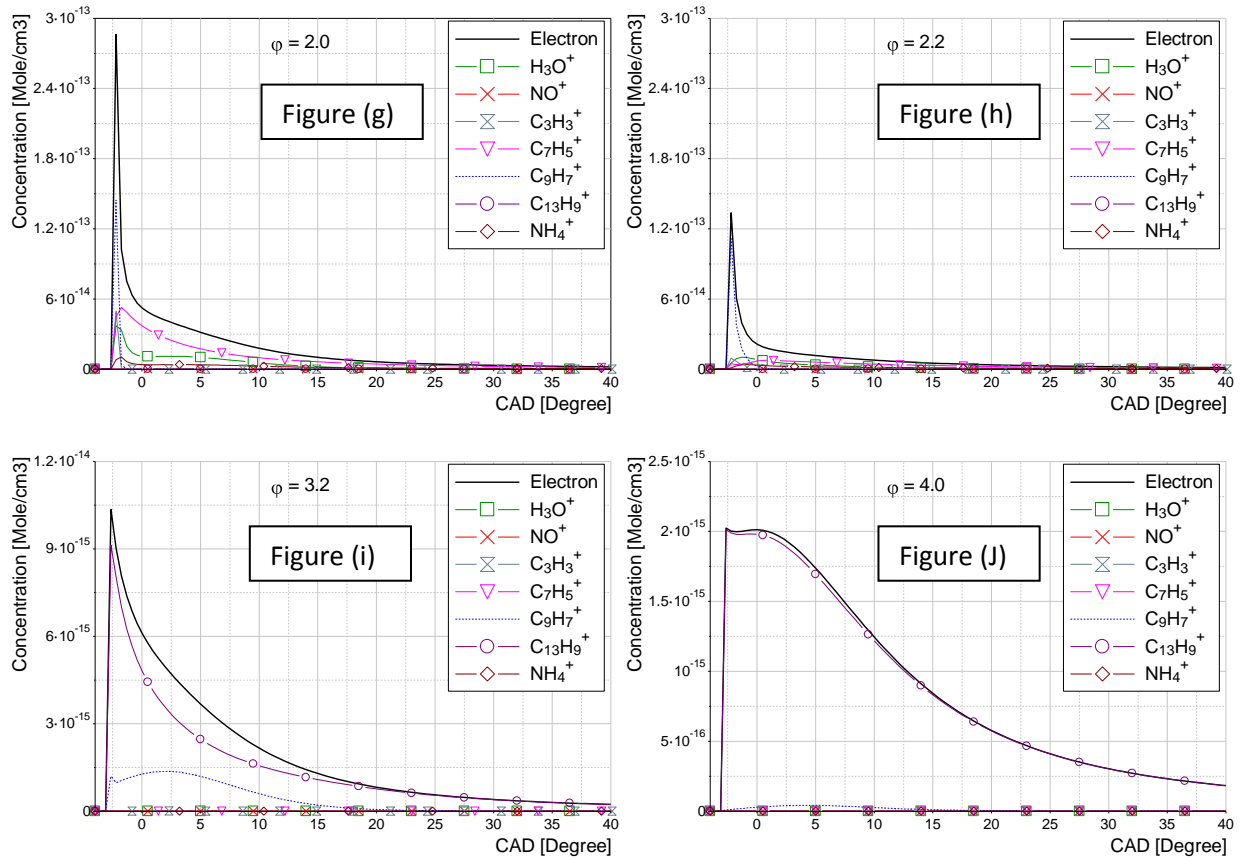 3·10-13
2.4·10-13
1.8·10-13
1.2·10-13
6·10-14
0
Concentration [Mole/cm3]
φ = 2.0
Figure (g)
Electron
H3O+
NO+
C3H3+
C7H5+
C9H7+
C13H9+
NH4+
0 5 10 15 20 25 30 35 40
CAD [Degree]
3·10-13
2.4·10-13
1.8·10-13
1.2·10-13
6·10-14
0
Concentration [Mole/cm3]
φ = 2.2
Figure (h)
Electron
H3O+
NO+
C3H3+
C7H5+
C9H7+
C13H9+
NH4+
0 5 10 15 20 25 30 35 40
CAD [Degree]
1.2·10-14
9·10-15
6·10-15
3·10-15
0
Concentration [Mole/cm3]
φ = 3.2
Figure (i)
Electron
H3O+
NO+
C3H3+
C7H5+
C9H7+
C13H9+
NH4+
0 5 10 15 20 25 30 35 40
CAD [Degree]
2.5·10-15
2·10-15
1.5·10-15
1·10-15
5·10-16
0
Concentration [Mole/cm3]
φ = 4.0
Figure (J)
Electron
H3O+
NO+
C3H3+
C7H5+
C9H7+
C13H9+
NH4+
0 5 10 15 20 25 30 35 40
CAD [Degree]